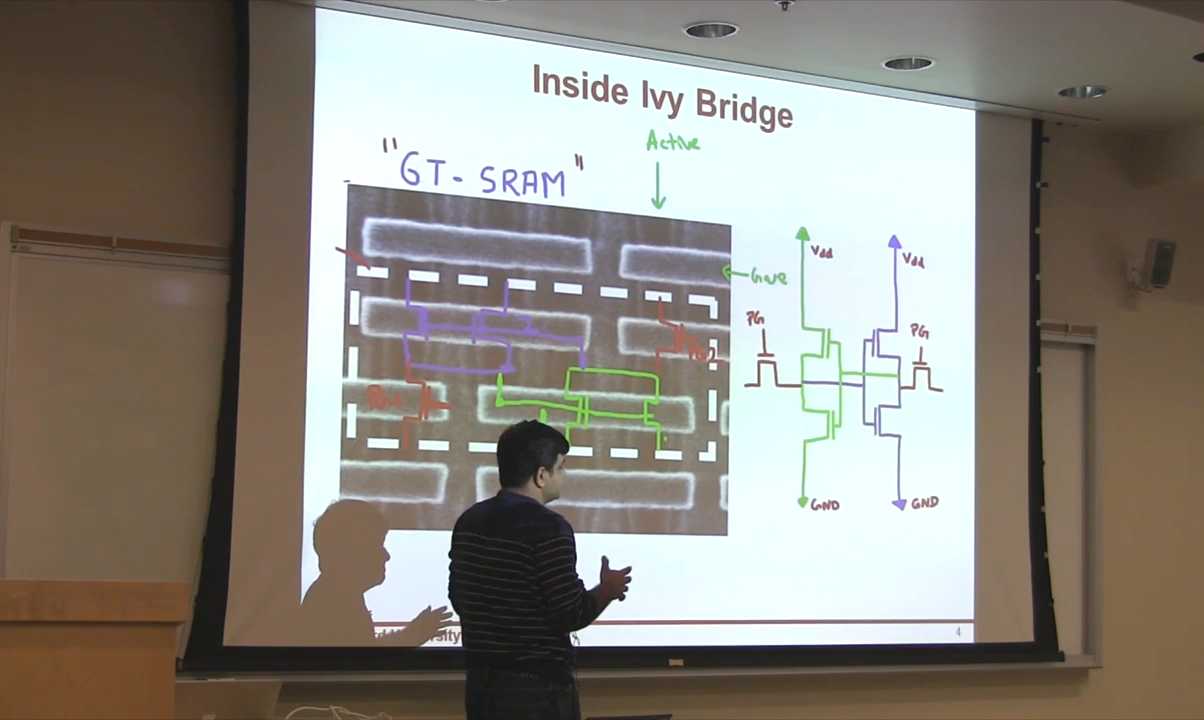 Inside Ivy Bridge
Active
"GT-SRAM"
Gate
Vdd
Vdd
PG
PG
GND
GND
4